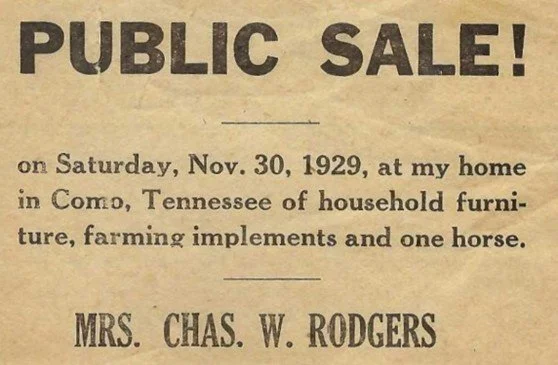 PUBLIC SALE!
on Saturday, Nov. 30, 1929, at my home
in Como, Tennessee of household furni-
ture, farming implements and one horse.
MRS. CHAS. W. RODGERS